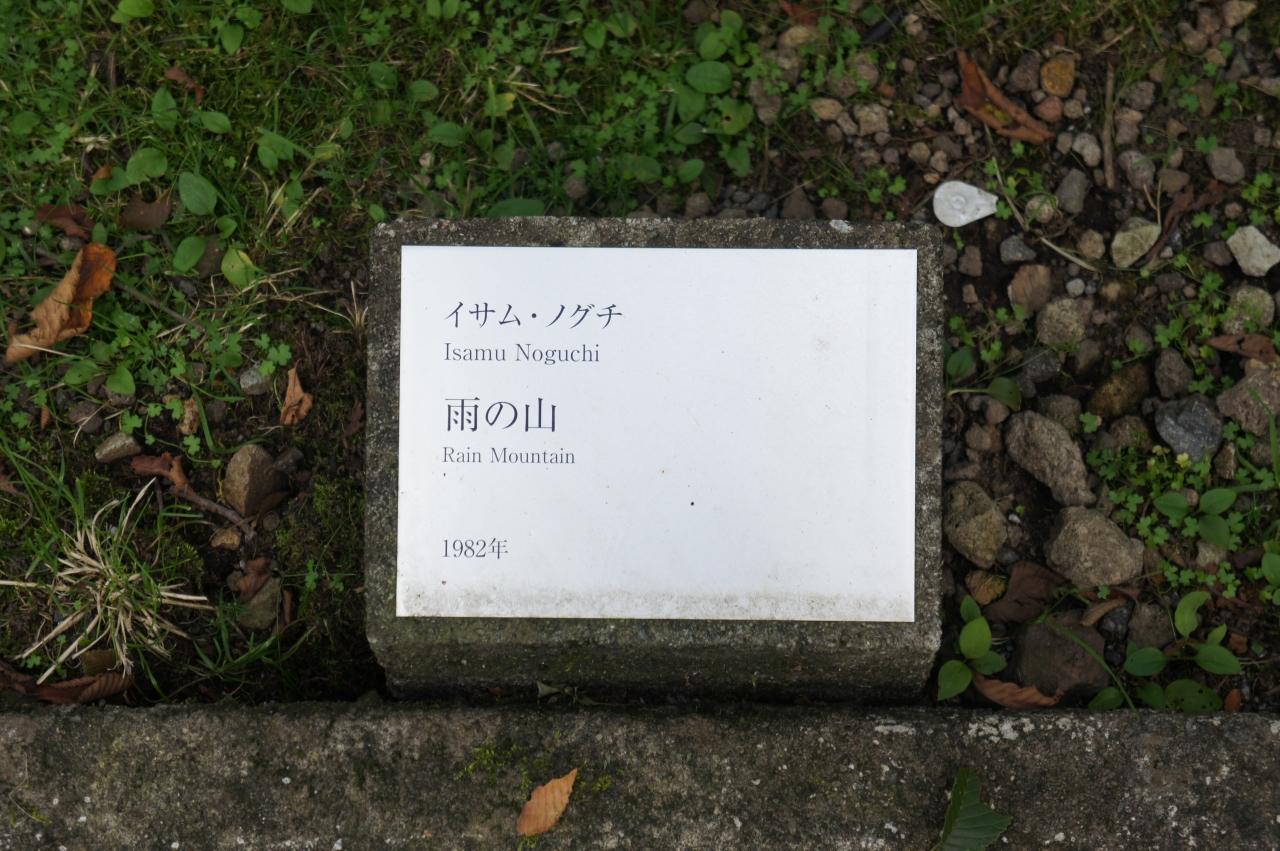 イサム・ノグチ
Isamu Noguchi
雨の山
Rain Mountain
1982年